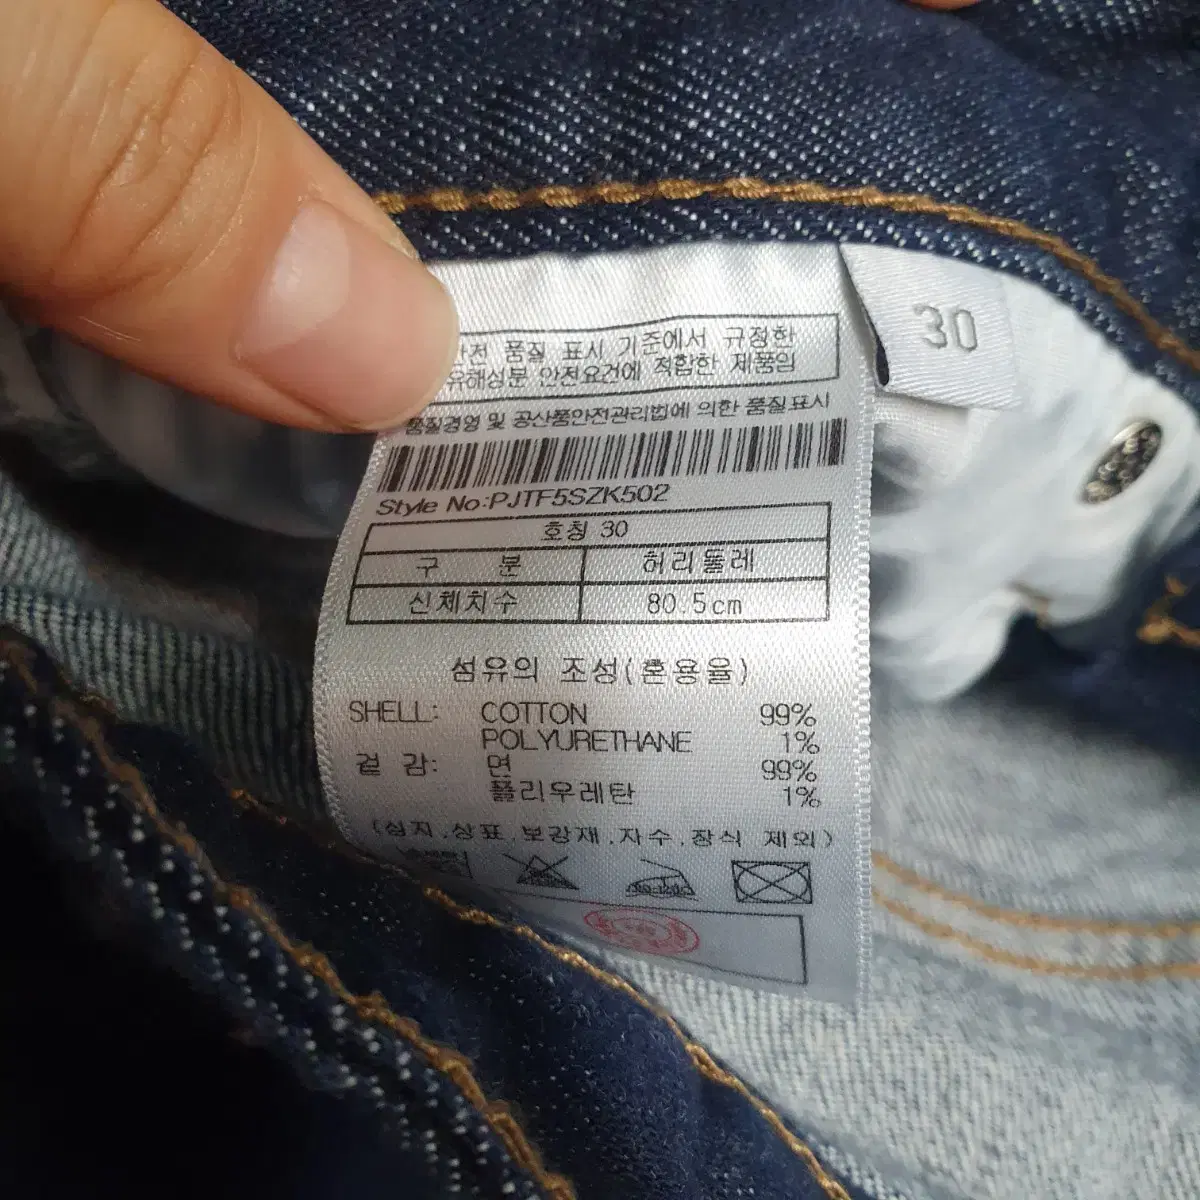 안전 품질 표시 기준에서 규정한
유해성분 안전요건에 적합한 제품임
품질경영 및 공산품안전관리법에 의한 품질표시
Style No:PJTF5SZK502
호칭 30
구 분 허리둘레
신체치수 80.5cm
섬유의 조성(혼용율)
SHELL: COTTON 99%
POLYURETHANE 1%
겉 감: 면 99%
폴리우레탄 1%
(심지,상표,보강재,자수,장식 제외)
30